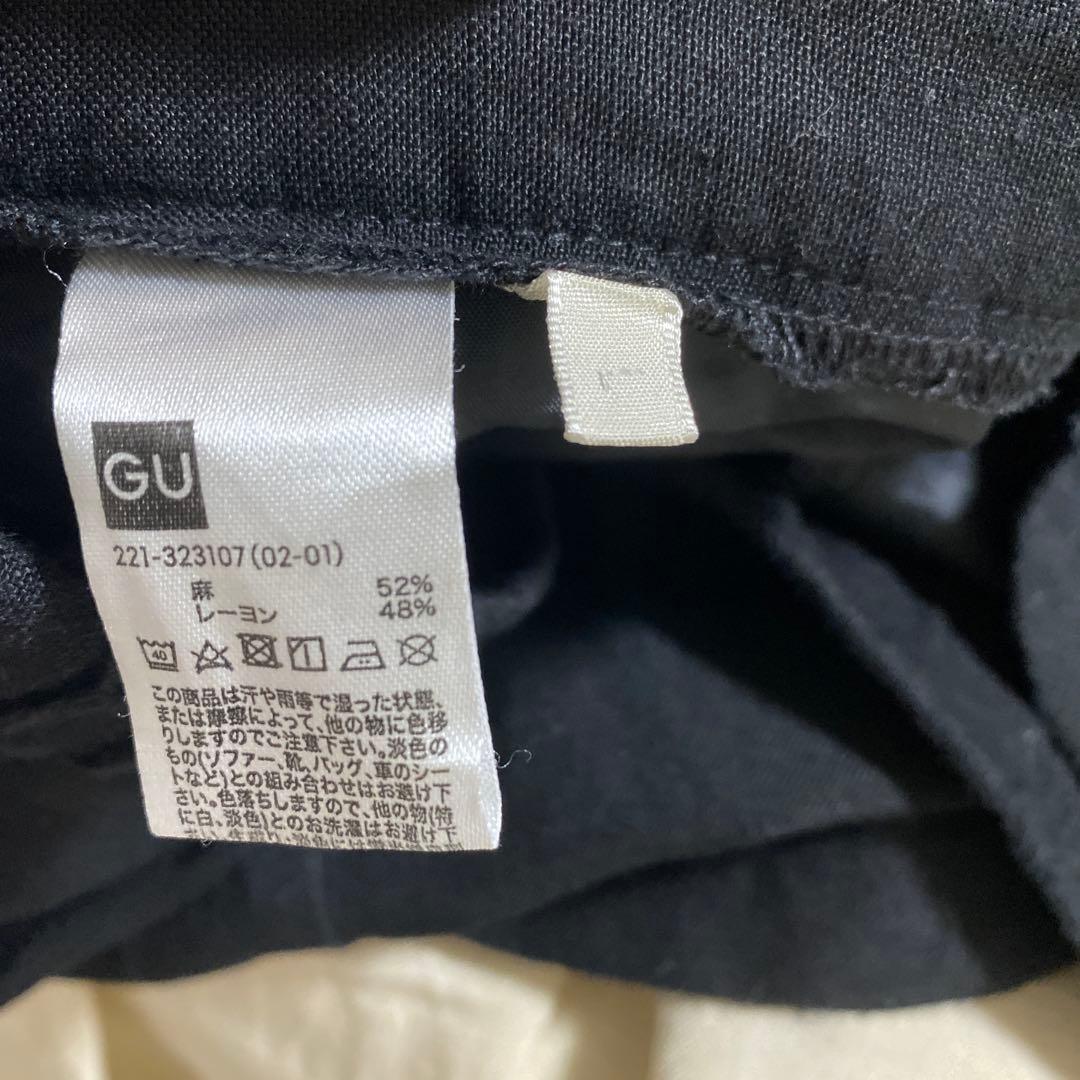 GU
221-323107(02-01)
麻 52%
レーヨン 48%
40
この商品は汗や雨等で湿った状態、
または摩擦によって、他の物に色移
りしますのでご注意下さい。淡色の
もの(ソファー、靴、バッグ、車のシー
トなど)との組み合わせはお避け下
さい。色落ちしますので、他の物(特
に白、淡色)とのお洗濯はお避け下